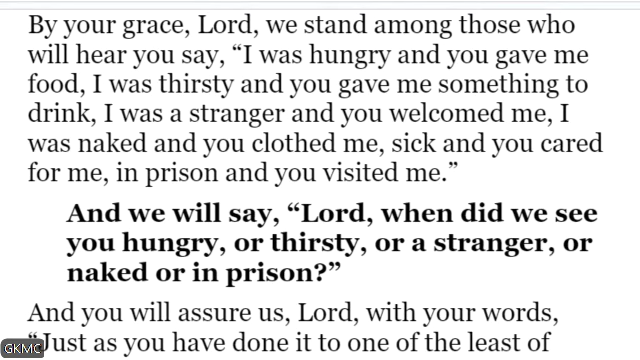 By your grace, Lord, we stand among those who
will hear you say, “I was hungry and you gave me
food, I was thirsty and you gave me something to
drink, I was a stranger and you welcomed me, I
was naked and you clothed me, sick and you cared
for me, in prison and you visited me.”
And we will say, “Lord, when did we see
you hungry, or thirsty, or a stranger, or
naked or in prison?”
And you will assure us, Lord, with your words,
“Just as you have done it to one of the least of
GKMC